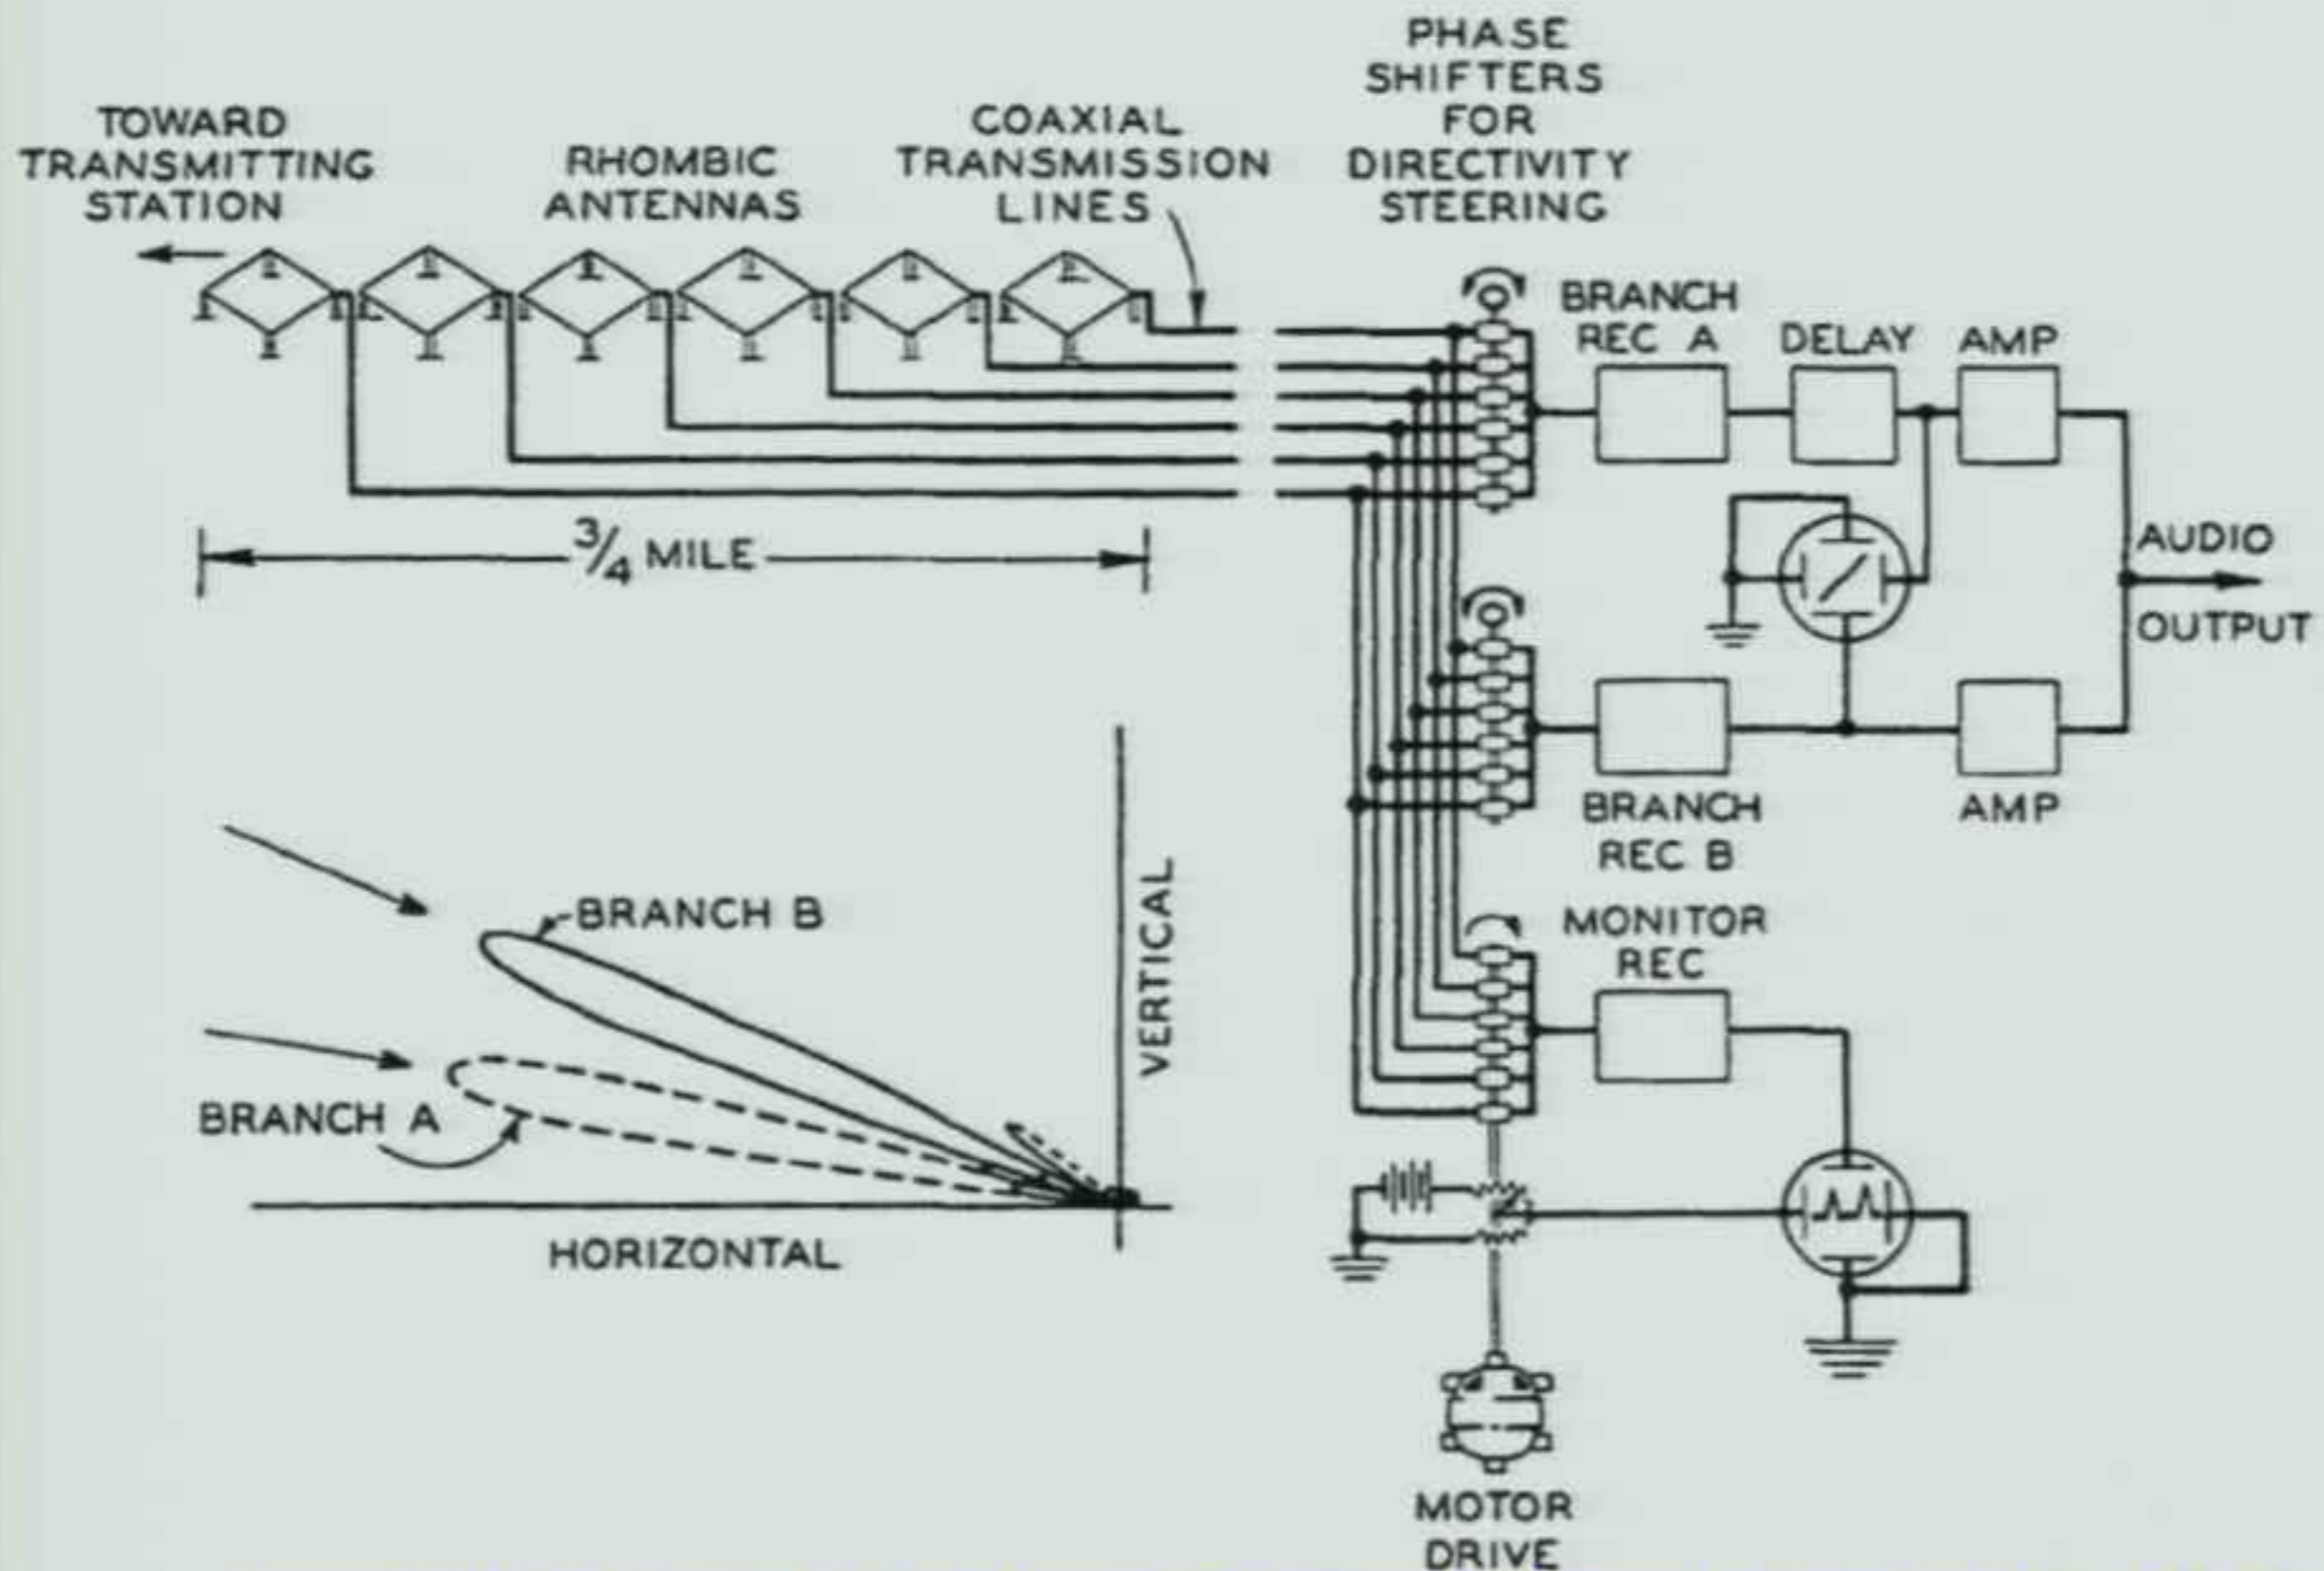 PHASE
SHIFTERS
FOR
DIRECTIVITY
STEERING
TOWARD
TRANSMITTING
STATION
RHOMBIC
ANTENNAS
COAXIAL
TRANSMISSION
LINES
BRANCH
REC A
DELAY
AMP
3/4 MILE
AUDIO
OUTPUT
BRANCH
REC B
AMP
BRANCH B
VERTICAL
MONITOR
REC
BRANCH A
HORIZONTAL
MOTOR
DRIVE